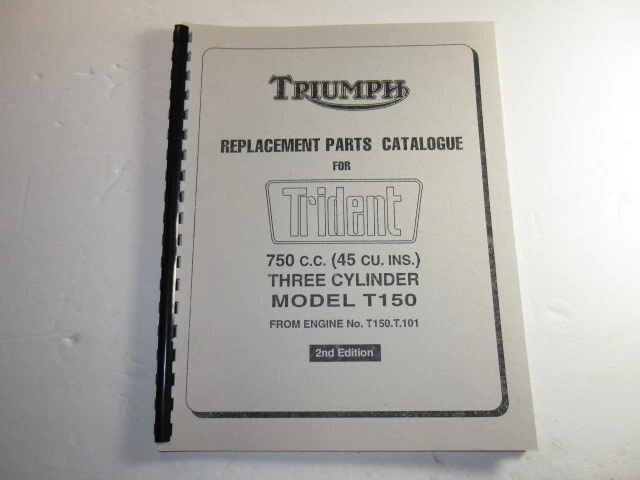 TRIUMPH
REPLACEMENT PARTS CATALOGUE
FOR
Trident
750 C.C. (45 CU. INS.)
THREE CYLINDER
MODEL T150
FROM ENGINE No. T150.T.101
2nd Edition